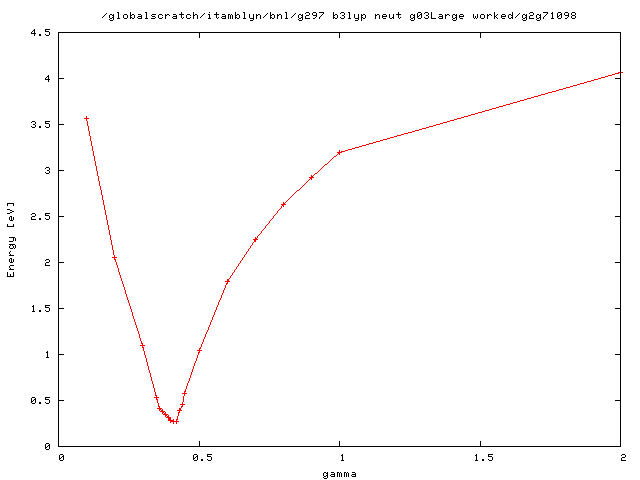 /globalscratch/itamblyn/bnl/g297 b3lyp neut g03Large worked/g2g71098
4.5
4
3.5
3
2.5
2
1.5
1
0.5
0
Energy [eV]
0 0.5 1 1.5 2
gamma